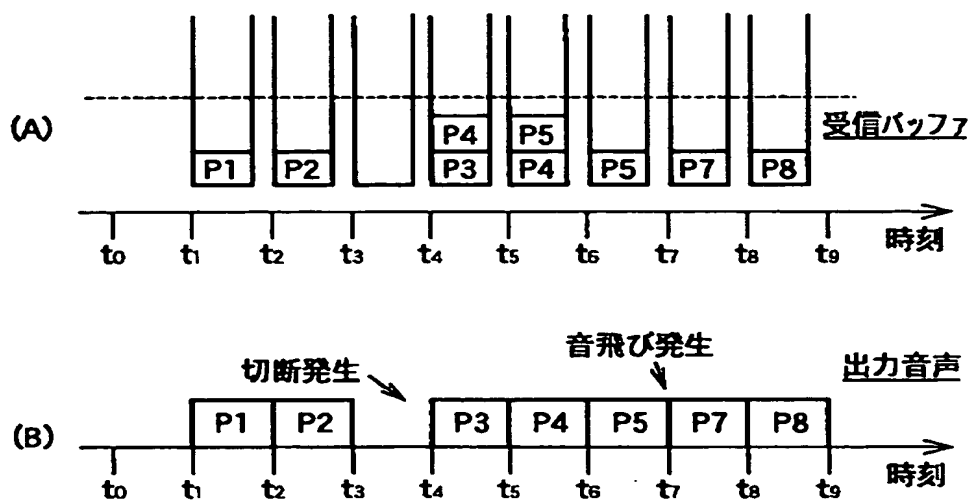 (A)
受信バッファ
P4 P5
P1 P2 P3 P4 P5 P7 P8
時刻
t0 t1 t2 t3 t4 t5 t6 t7 t8 t9
切断発生
音飛び発生
出力音声
(B)
P1 P2 P3 P4 P5 P7 P8
時刻
t0 t1 t2 t3 t4 t5 t6 t7 t8 t9